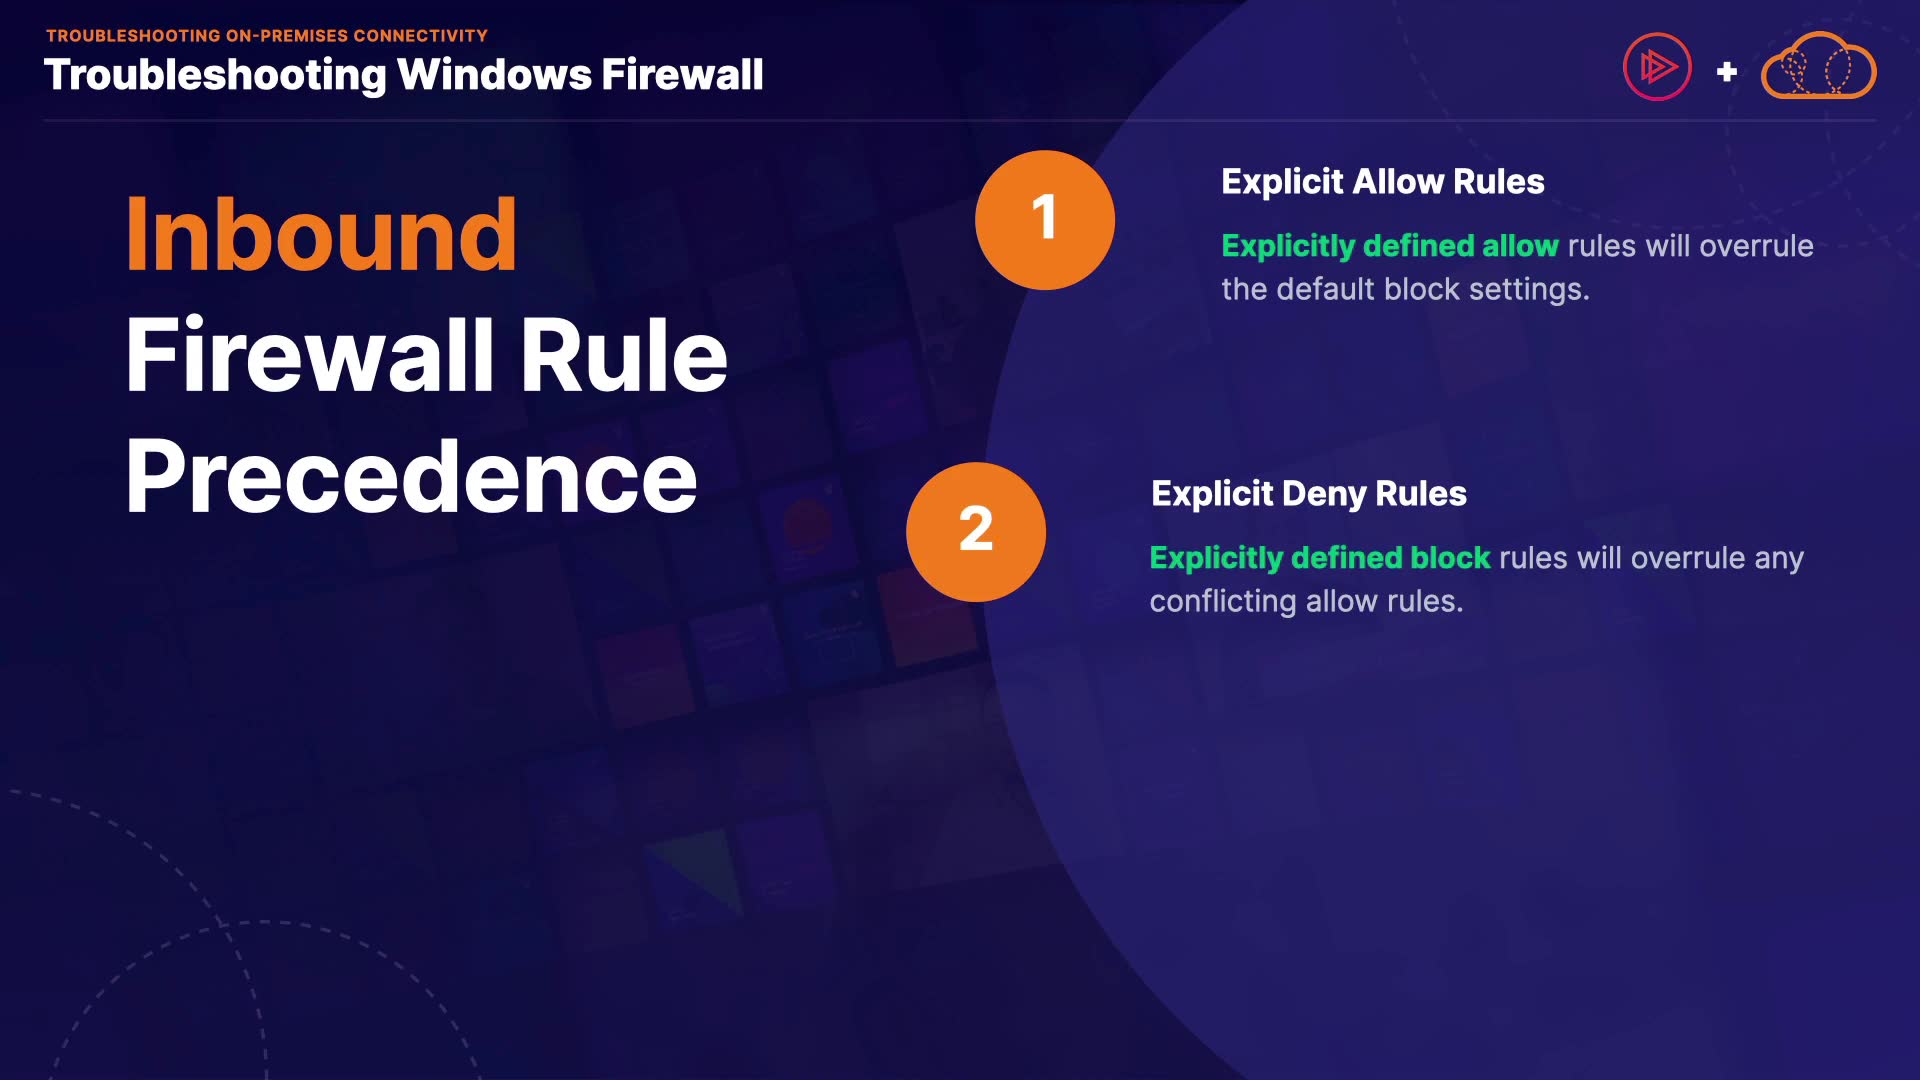 TROUBLESHOOTING ON-PREMISES CONNECTIVITY
Troubleshooting Windows Firewall
Inbound
Firewall Rule
Precedence
1
Explicit Allow Rules
Explicitly defined allow rules will overrule
the default block settings.
2
Explicit Deny Rules
Explicitly defined block rules will overrule any
conflicting allow rules.